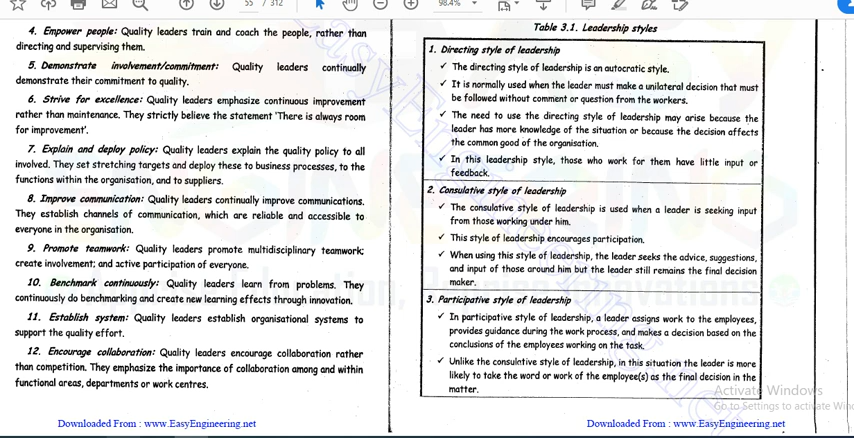 55 / 312
98.4%
4. Empower people: Quality leaders train and coach the people, rather than
directing and supervising them.
5. Demonstrate involvement/commitment: Quality leaders continually
demonstrate their commitment to quality.
6. Strive for excellence: Quality leaders emphasize continuous improvement
rather than maintenance. They strictly believe the statement 'There is always room
for improvement'.
7. Explain and deploy policy: Quality leaders explain the quality policy to all
involved. They set stretching targets and deploy these to business processes, to the
functions within the organisation, and to suppliers.
8. Improve communication: Quality leaders continually improve communications.
They establish channels of communication, which are reliable and accessible to
everyone in the organisation.
9. Promote teamwork: Quality leaders promote multidisciplinary teamwork;
create involvement; and active participation of everyone.
10. Benchmark continuously: Quality leaders learn from problems. They
continuously do benchmarking and create new learning effects through innovation.
11. Establish system: Quality leaders establish organisational systems to
support the quality effort.
12. Encourage collaboration: Quality leaders encourage collaboration rather
than competition. They emphasize the importance of collaboration among and within
functional areas, departments or work centres.
Downloaded From : www.EasyEngineering.net
Table 3.1. Leadership styles
1. Directing style of leadership
✓ The directing style of leadership is an autocratic style.
✓ It is normally used when the leader must make a unilateral decision that must
be followed without comment or question from the workers.
✓ The need to use the directing style of leadership may arise because the
leader has more knowledge of the situation or because the decision affects
the common good of the organisation.
✓ In this leadership style, those who work for them have little input or
feedback.
2. Consulative style of leadership
✓ The consulative style of leadership is used when a leader is seeking input
from those working under him.
✓ This style of leadership encourages participation.
✓ When using this style of leadership, the leader seeks the advice, suggestions,
and input of those around him but the leader still remains the final decision
maker.
3. Participative style of leadership
✓ In participative style of leadership, a leader assigns work to the employees,
provides guidance during the work process, and makes a decision based on the
conclusions of the employees working on the task.
✓ Unlike the consulative style of leadership, in this situation the leader is more
likely to take the word or work of the employee(s) as the final decision in the
matter.
Activate Windows
Go to Settings to activate Win
Downloaded From : www.EasyEngineering.net